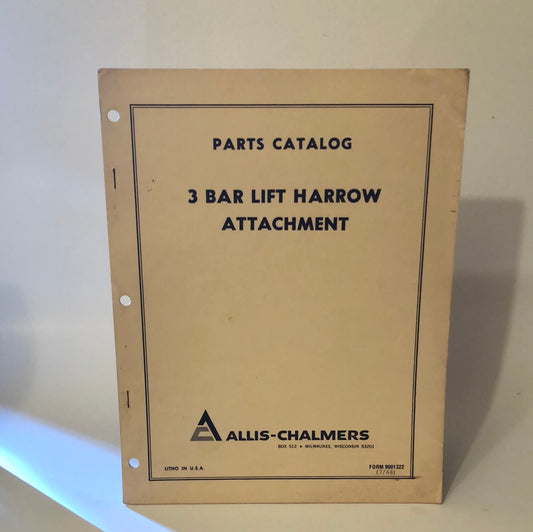 PARTS CATALOG
3 BAR LIFT HARROW
ATTACHMENT
ALLIS-CHALMERS
BOX 512 • MILWAUKEE, WISCONSIN 53201
LITHO IN U.S.A.
FORM 9001322
(7/68)